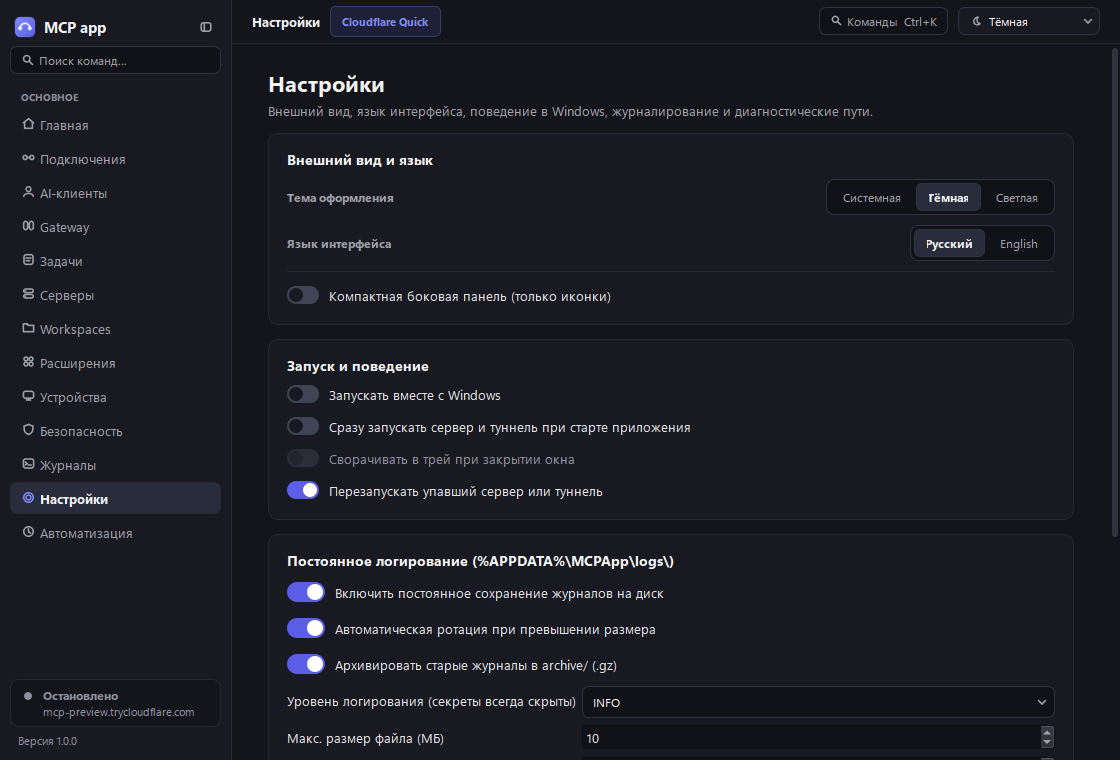 MCP app
Поиск команд...
ОСНОВНОЕ
Главная
Подключения
AI-клиенты
Gateway
Задачи
Серверы
Workspaces
Расширения
Устройства
Безопасность
Журналы
Настройки
Автоматизация
Остановлено
mcp-preview.trycloudflare.com
Версия 1.0.0
Настройки
Cloudflare Quick
Команды Ctrl+K
Тёмная
Настройки
Внешний вид, язык интерфейса, поведение в Windows, журналирование и диагностические пути.
Внешний вид и язык
Тема оформления
Системная
Тёмная
Светлая
Язык интерфейса
Русский
English
Компактная боковая панель (только иконки)
Запуск и поведение
Запускать вместе с Windows
Сразу запускать сервер и туннель при старте приложения
Сворачивать в трей при закрытии окна
Перезапускать упавший сервер или туннель
Постоянное логирование (%APPDATA%\MCPApp\logs\)
Включить постоянное сохранение журналов на диск
Автоматическая ротация при превышении размера
Архивировать старые журналы в archive/ (.gz)
Уровень логирования (секреты всегда скрыты)
INFO
Макс. размер файла (МБ)
10